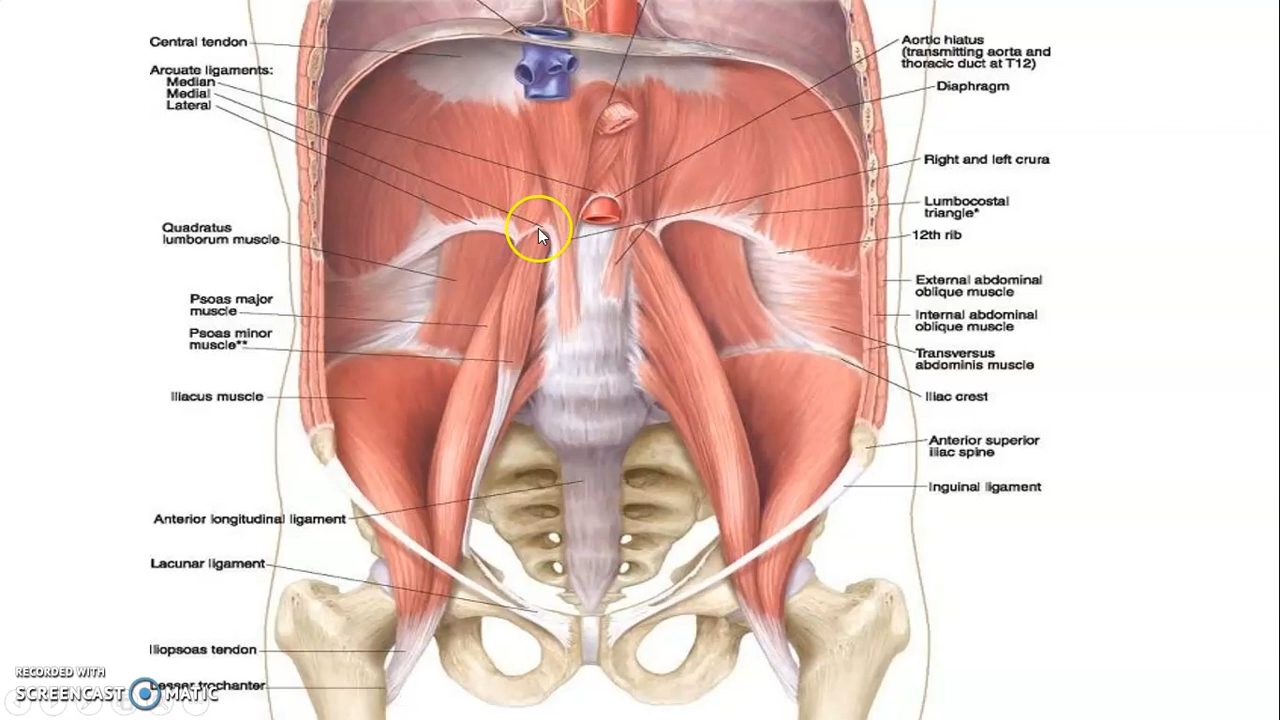 Central tendon
Arcuate ligaments:
Median
Medial
Lateral
Quadratus
lumborum muscle
Psoas major
muscle
Psoas minor
muscle**
Iliacus muscle
Anterior longitudinal ligament
Lacunar ligament
Iliopsoas tendon
Lesser trochanter
Aortic hiatus
(transmitting aorta and
thoracic duct at T12)
Diaphragm
Right and left crura
Lumbocostal
triangle*
12th rib
External abdominal
oblique muscle
Internal abdominal
oblique muscle
Transversus
abdominis muscle
Iliac crest
Anterior superior
iliac spine
Inguinal ligament
RECORDED WITH
SCREENCAST MATIC